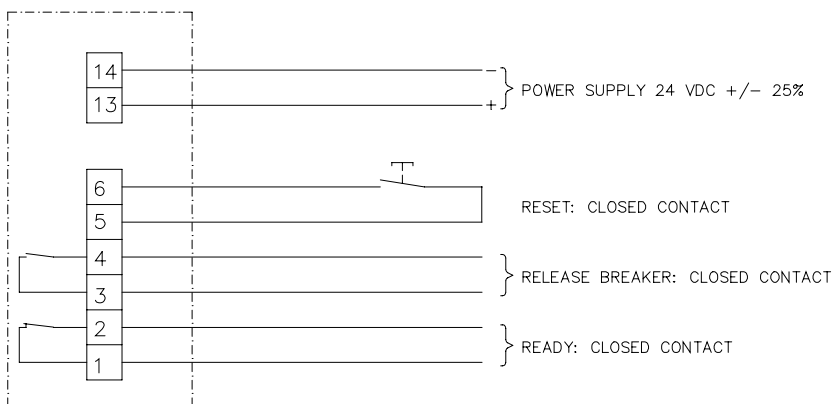 14
-
POWER SUPPLY 24 VDC +/- 25%
13
+
6
RESET: CLOSED CONTACT
5
4
RELEASE BREAKER: CLOSED CONTACT
3
2
READY: CLOSED CONTACT
1